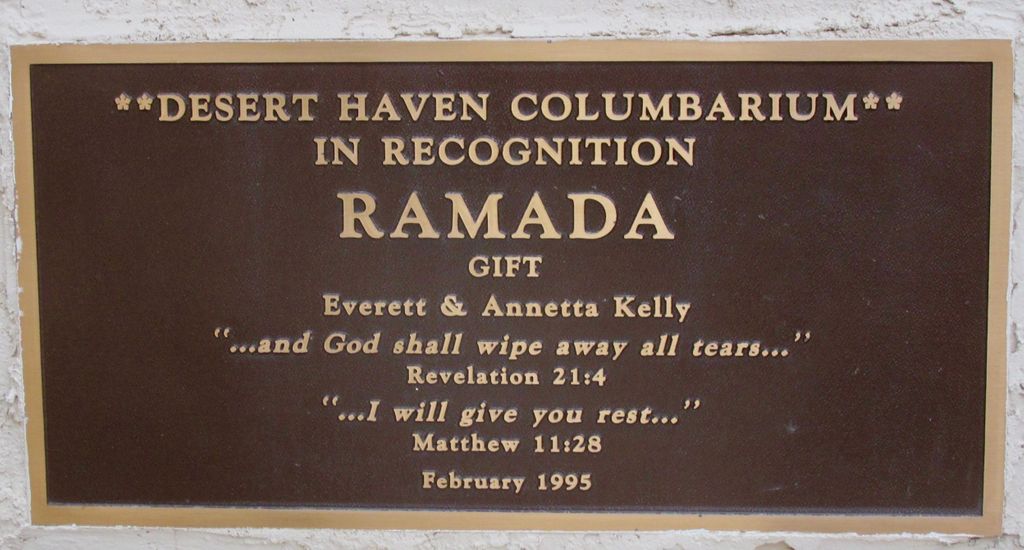 **DESERT HAVEN COLUMBARIUM**
IN RECOGNITION
RAMADA
GIFT
Everett & Annetta Kelly
“...and God shall wipe away all tears...”
Revelation 21:4
“...I will give you rest...”
Matthew 11:28
February 1995